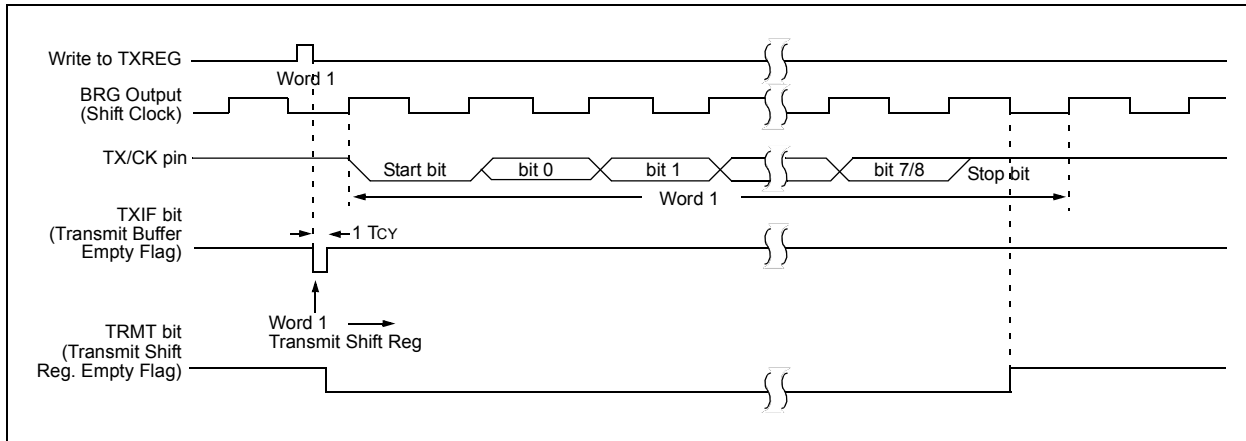 Write to TXREG
Word 1
BRG Output
(Shift Clock)
TX/CK pin
Start bit
bit 0
bit 1
bit 7/8
Stop bit
Word 1
TXIF bit
(Transmit Buffer
Empty Flag)
1 TCY
Word 1
Transmit Shift Reg
TRMT bit
(Transmit Shift
Reg. Empty Flag)